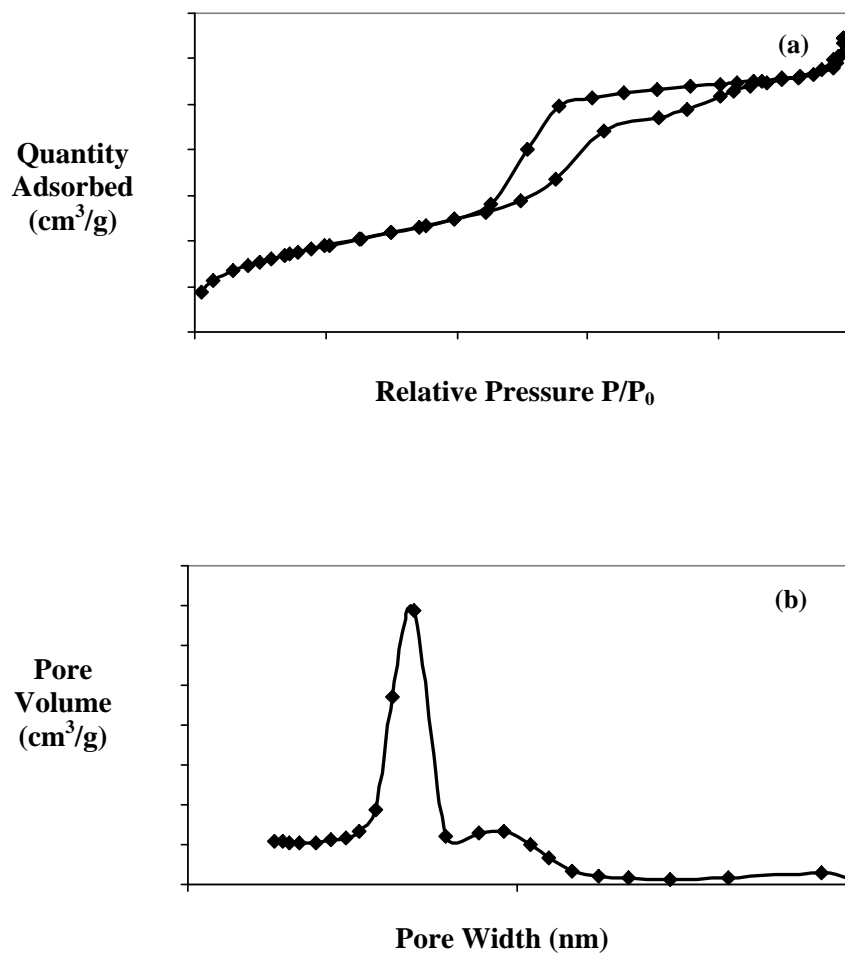 (a)
Quantity
Adsorbed
(cm³/g)
Relative Pressure P/P₀
(b)
Pore
Volume
(cm³/g)
Pore Width (nm)